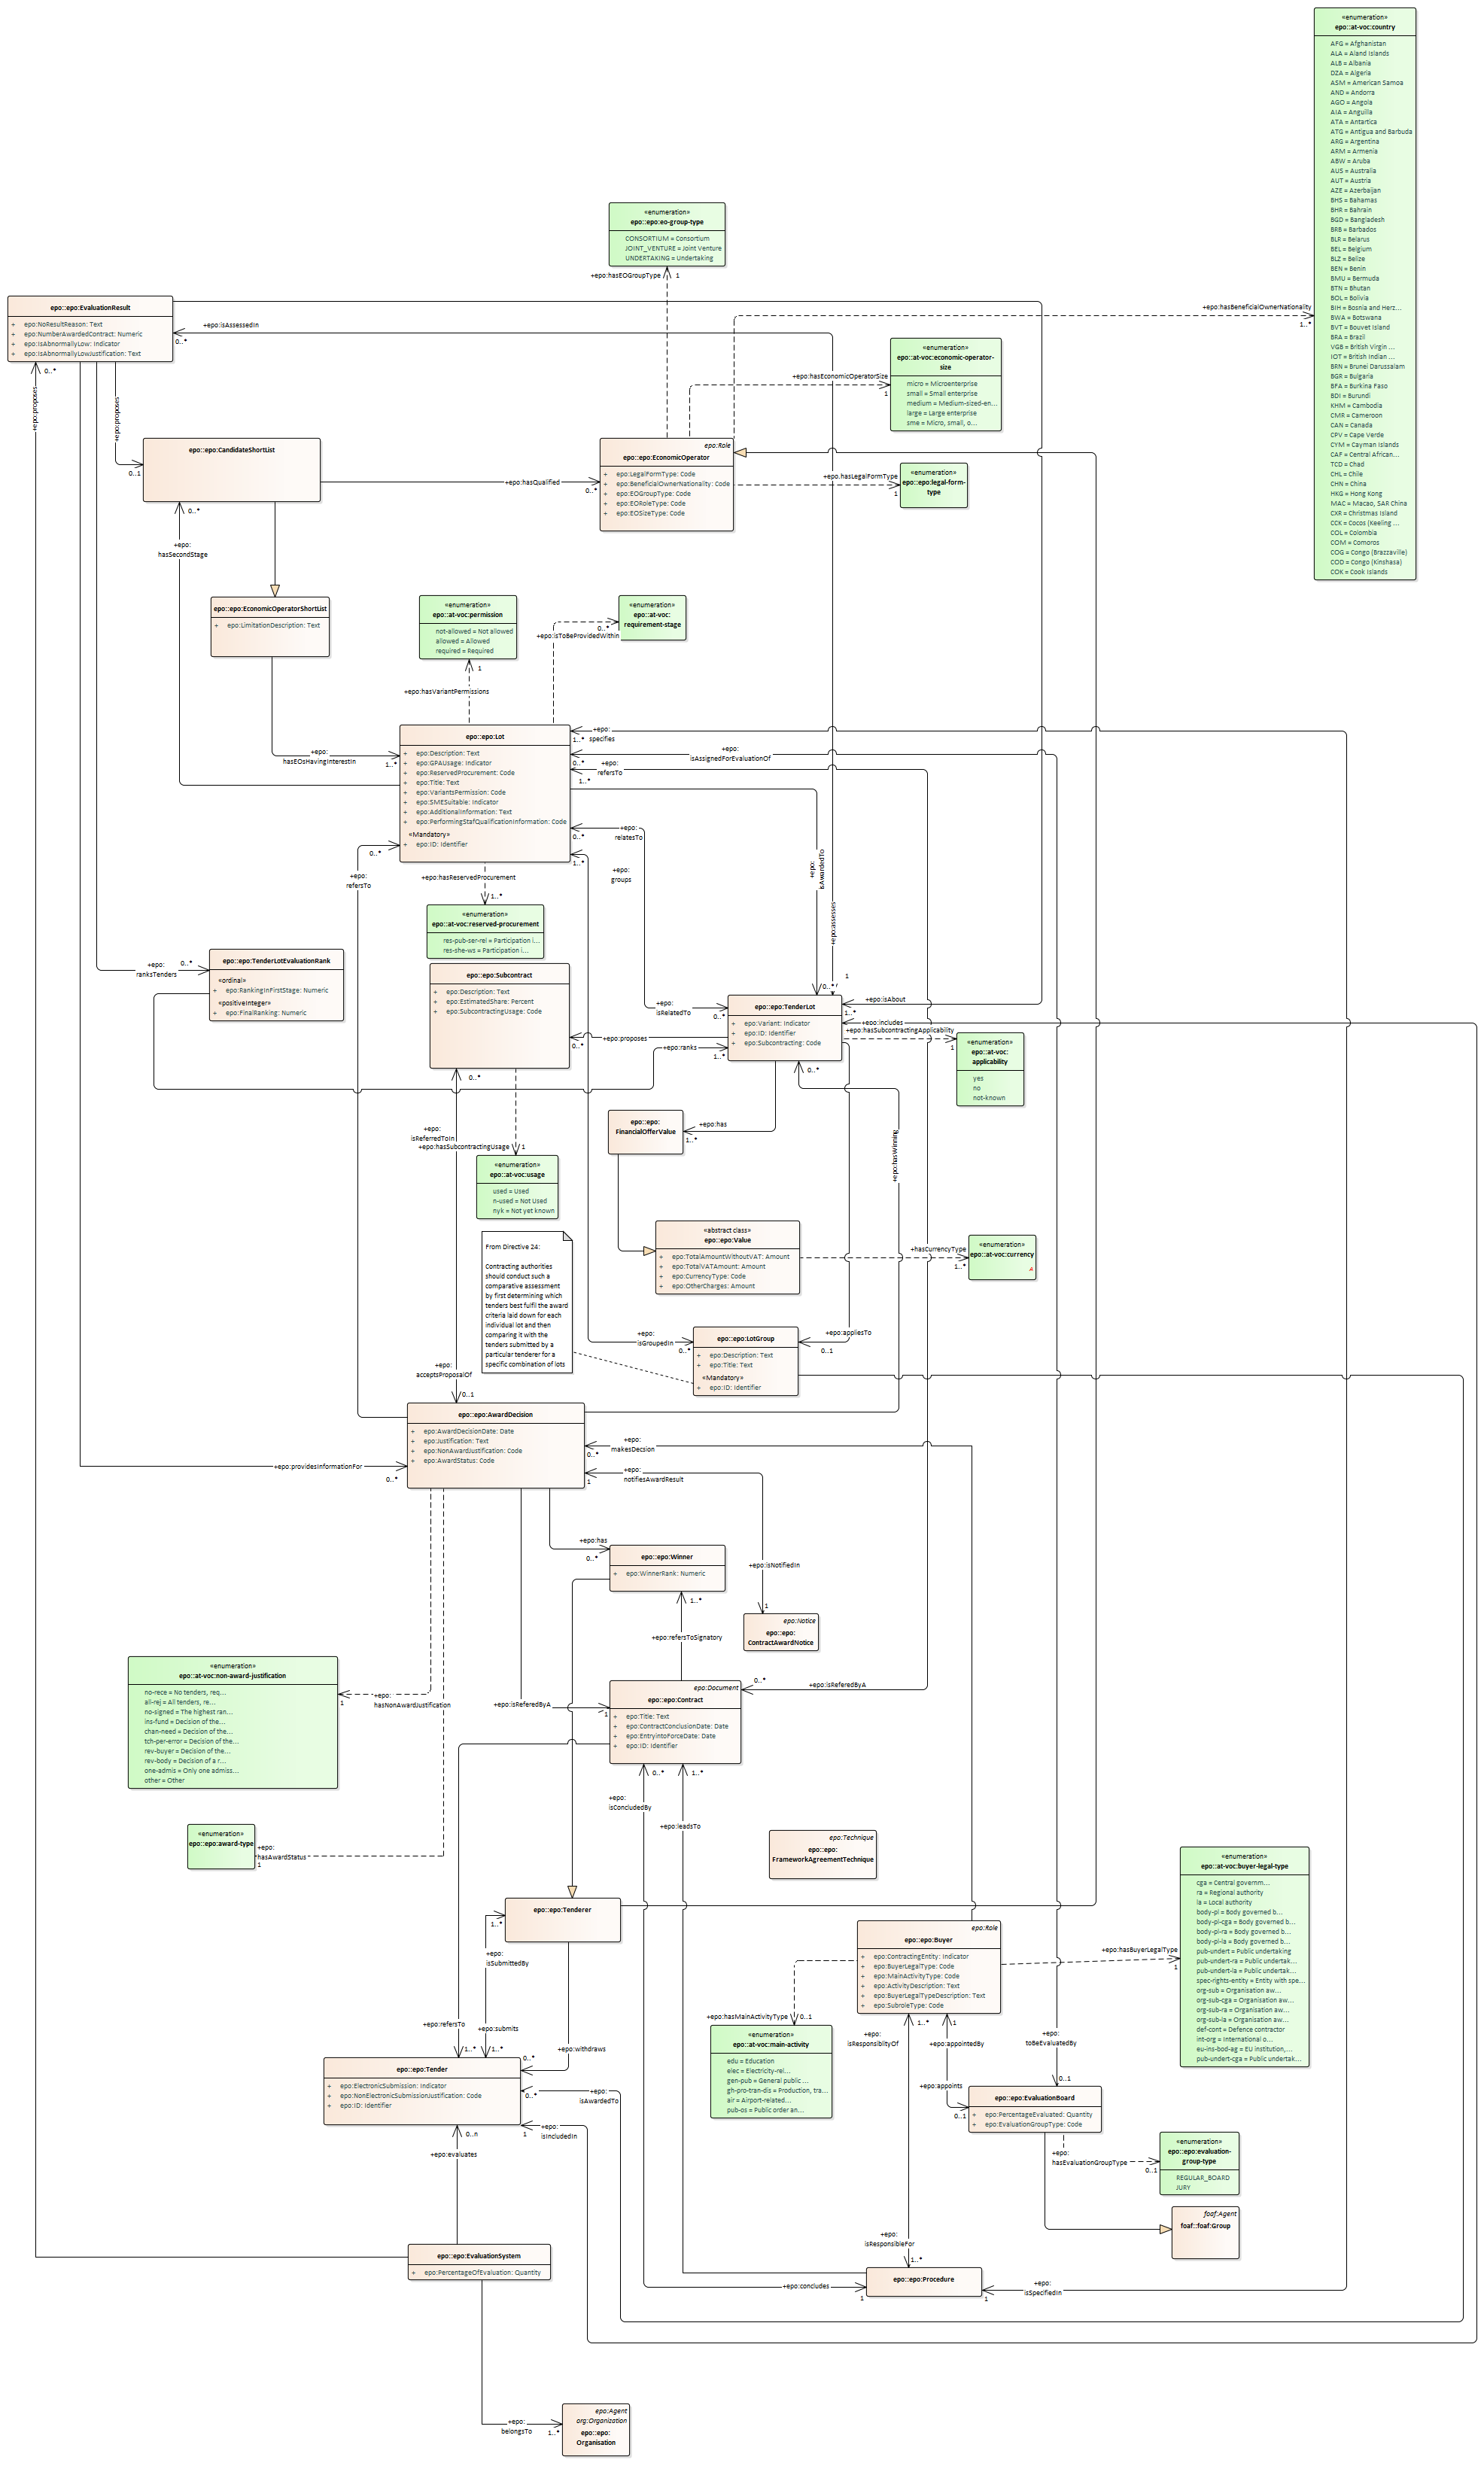 «enumeration»
epo::at-voc:country
AFG = Afghanistan
ALA = Aland Islands
ALB = Albania
DZA = Algeria
ASM = American Samoa
AND = Andorra
AGO = Angola
AIA = Anguilla
ATA = Antartica
ATG = Antigua and Barbuda
ARG = Argentina
ARM = Armenia
ABW = Aruba
AUS = Australia
AUT = Austria
AZE = Azerbaijan
BHS = Bahamas
BHR = Bahrain
BGD = Bangladesh
BRB = Barbados
BLR = Belarus
BEL = Belgium
BLZ = Belize
BEN = Benin
BMU = Bermuda
BTN = Bhutan
BOL = Bolivia
BIH = Bosnia and Herz...
BWA = Botswana
BVT = Bouvet Island
BRA = Brazil
VGB = British Virgin ...
IOT = British Indian ...
BRN = Brunei Darussalam
BGR = Bulgaria
BFA = Burkina Faso
BDI = Burundi
KHM = Cambodia
CMR = Cameroon
CAN = Canada
CPV = Cape Verde
CYM = Cayman Islands
CAF = Central African...
TCD = Chad
CHL = Chile
CHN = China
HKG = Hong Kong
MAC = Macao, SAR China
CXR = Christmas Island
CCK = Cocos (Keeling ...
COL = Colombia
COM = Comoros
COG = Congo (Brazzaville)
COD = Congo (Kinshasa)
COK = Cook Islands
«enumeration»
epo::epo:eo-group-type
CONSORTIUM = Consortium
JOINT_VENTURE = Joint Venture
UNDERTAKING = Undertaking
+epo:hasEOGroupType 1
epo::epo:EvaluationResult
+ epo:NoResultReason: Text
+ epo:NumberAwardedContract: Numeric
+ epo:IsAbnormallyLow: Indicator
+ epo:IsAbnormallyLowJustification: Text
+epo:isAssessedIn
0..*
0..*
+epo:proposes
+epo:proposes
0..1
+epo:hasBeneficialOwnerNationality
1..*
«enumeration»
epo::at-voc:economic-operator-
size
micro = Microenterprise
small = Small enterprise
medium = Medium-sized-en...
large = Large enterprise
sme = Micro, small, o...
+epo:hasEconomicOperatorSize
1
epo::epo:CandidateShortList
+epo:hasQualified
0..*
epo:Role
epo::epo:EconomicOperator
+ epo:LegalFormType: Code
+ epo:BeneficialOwnerNationality: Code
+ epo:EOGroupType: Code
+ epo:EORoleType: Code
+ epo:EOSizeType: Code
+epo:hasLegalFormType
1
«enumeration»
epo::epo:legal-form-
type
0..*
+epo:
hasSecondStage
epo::epo:EconomicOperatorShortList
+ epo:LimitationDescription: Text
«enumeration»
epo::at-voc:permission
not-allowed = Not allowed
allowed = Allowed
required = Required
1
+epo:hasVariantPermissions
«enumeration»
epo::at-voc:
requirement-stage
0..*
+epo:isToBeProvidedWithin
+epo:
hasEOsHavingInterestIn
1..*
epo::epo:Lot
+ epo:Description: Text
+ epo:GPAUsage: Indicator
+ epo:ReservedProcurement: Code
+ epo:Title: Text
+ epo:VariantsPermission: Code
+ epo:SMESuitable: Indicator
+ epo:AdditionalInformation: Text
+ epo:PerformingStafQualificationInformation: Code
«Mandatory»
+ epo:ID: Identifier
+epo:
specifies
1..*
+epo:
isAssignedForEvaluationOf
0..*
+epo:
refersTo
1..*
+epo:
relatesTo
0..*
+epo:
groups
1..*
+epo:
isAwardedTo
+epo:assesses
0..*
+epo:
refersTo
+epo:hasReservedProcurement
1..*
«enumeration»
epo::at-voc:reserved-procurement
res-pub-ser-rel = Participation i...
res-she-ws = Participation i...
epo::epo:TenderLotEvaluationRank
«ordinal»
+ epo:RankingInFirstStage: Numeric
«positiveInteger»
+ epo:FinalRanking: Numeric
+epo:
ranksTenders
0..*
epo::epo:Subcontract
+ epo:Description: Text
+ epo:EstimatedShare: Percent
+ epo:SubcontractingUsage: Code
0..*
+epo:proposes
+epo:
isRelatedTo
0..*
+epo:ranks
1..*
0..*
1
epo::epo:TenderLot
+ epo:Variant: Indicator
+ epo:ID: Identifier
+ epo:Subcontracting: Code
+epo:isAbout
1..*
+epo:includes
+epo:hasSubcontractingApplicability
1
«enumeration»
epo::at-voc:
applicability
yes
no
not-known
0..*
0..*
+epo:
isReferredToIn
+epo:hasSubcontractingUsage
1
«enumeration»
epo::at-voc:usage
used = Used
n-used = Not Used
nyk = Not yet known
epo::epo:
FinancialOfferValue
+epo:has
1..*
+epo:hasWinning
«abstract class»
epo::epo:Value
+ epo:TotalAmountWithoutVAT: Amount
+ epo:TotalVATAmount: Amount
+ epo:CurrencyType: Code
+ epo:OtherCharges: Amount
+hasCurrencyType
1..*
«enumeration»
epo::at-voc:currency
From Directive 24:
Contracting authorities
should conduct such a
comparative assessment
by first determining which
tenders best fulfil the award
criteria laid down for each
individual lot and then
comparing it with the
tenders submitted by a
particular tenderer for a
specific combination of lots
+epo:
isGroupedIn
0..*
epo::epo:LotGroup
+ epo:Description: Text
+ epo:Title: Text
«Mandatory»
+ epo:ID: Identifier
+epo:appliesTo
0..1
+epo:
acceptsProposalOf
0..1
epo::epo:AwardDecision
+ epo:AwardDecisionDate: Date
+ epo:Justification: Text
+ epo:NonAwardJustification: Code
+ epo:AwardStatus: Code
+epo:providesInformationFor
0..*
+epo:
makesDecsion
0..*
+epo:
notifiesAwardResult
1
+epo:has
0..*
epo::epo:Winner
+ epo:WinnerRank: Numeric
+epo:isNotifiedIn
1
epo:Notice
epo::epo:
ContractAwardNotice
1..*
+epo:refersToSignatory
«enumeration»
epo::at-voc:non-award-justification
no-rece = No tenders, req...
all-rej = All tenders, re...
no-signed = The highest ran...
ins-fund = Decision of the...
chan-need = Decision of the...
tch-per-error = Decision of the...
rev-buyer = Decision of the...
rev-body = Decision of a r...
one-admis = Only one admiss...
other = Other
1
+epo:
hasNonAwardJustification
+epo:isReferedByA
1
epo:Document
epo::epo:Contract
+ epo:Title: Text
+ epo:ContractConclusionDate: Date
+ epo:EntryintoForceDate: Date
+ epo:ID: Identifier
0..*
+epo:isReferedByA
0..*
1..*
+epo:
isConcludedBy
+epo:leadsTo
«enumeration»
epo::epo:award-type
+epo:
hasAwardStatus
1
epo:Technique
epo::epo:
FrameworkAgreementTechnique
«enumeration»
epo::at-voc:buyer-legal-type
cga = Central governm...
ra = Regional authority
la = Local authority
body-pl = Body governed b...
body-pl-cga = Body governed b...
body-pl-ra = Body governed b...
body-pl-la = Body governed b...
pub-undert = Public undertaking
pub-undert-ra = Public undertak...
pub-undert-la = Public undertak...
spec-rights-entity = Entity with spe...
org-sub = Organisation aw...
org-sub-cga = Organisation aw...
org-sub-ra = Organisation aw...
org-sub-la = Organisation aw...
def-cont = Defence contractor
int-org = International o...
eu-ins-bod-ag = EU institution,...
pub-undert-cga = Public undertak...
epo::epo:Tenderer
1..*
+epo:
isSubmittedBy
epo:Role
epo::epo:Buyer
+ epo:ContractingEntity: Indicator
+ epo:BuyerLegalType: Code
+ epo:MainActivityType: Code
+ epo:ActivityDescription: Text
+ epo:BuyerLegalTypeDescription: Text
+ epo:SubroleType: Code
+epo:hasBuyerLegalType
1
+epo:hasMainActivityType
0..1
«enumeration»
epo::at-voc:main-activity
edu = Education
elec = Electricity-rel...
gen-pub = General public ...
gh-pro-tran-dis = Production, tra...
air = Airport-related...
pub-os = Public order an...
+epo:
isResponsiblityOf
1..*
1
+epo:appointedBy
+epo:
toBeEvaluatedBy
0..1
+epo:refersTo
1..*
+epo:submits
1..*
+epo:withdraws
0..*
epo::epo:Tender
+ epo:ElectronicSubmission: Indicator
+ epo:NonElectronicSubmissionJustification: Code
+ epo:ID: Identifier
+epo:
isAwardedTo
0..*
+epo:
isIncludedIn
1
+epo:appoints
0..1
epo::epo:EvaluationBoard
+ epo:PercentageEvaluated: Quantity
+ epo:EvaluationGroupType: Code
+epo:
hasEvaluationGroupType
0..1
«enumeration»
epo::epo:evaluation-
group-type
REGULAR_BOARD
JURY
0..n
+epo:evaluates
foaf:Agent
foaf::foaf:Group
epo::epo:EvaluationSystem
+ epo:PercentageOfEvaluation: Quantity
+epo:
isResponsibleFor
1..*
epo::epo:Procedure
+epo:concludes
1
+epo:
isSpecifiedIn
1
+epo:
belongsTo
1..*
epo:Agent
org:Organization
epo::epo:
Organisation